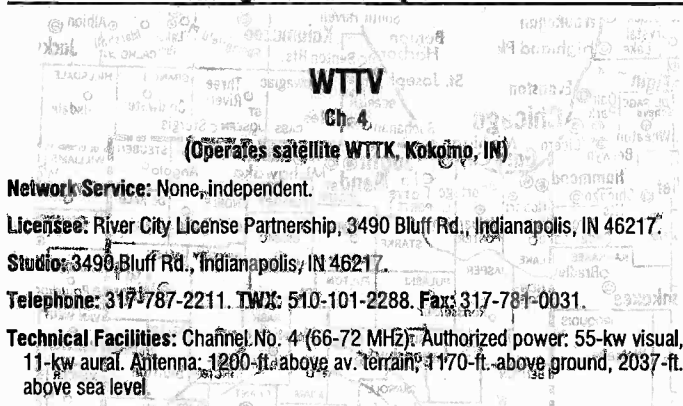 WTTV
Ch 4
(Operates satellite WTTK, Kokomo, IN)
Network Service: None, independent.
Licensee: River City License Partnership, 3490 Bluff Rd., Indianapolis, IN 46217.
Studio: 3490 Bluff Rd., Indianapolis, IN 46217.
Telephone: 317-787-2211. TWX: 510-101-2288. Fax: 317-781-0031.
Technical Facilities: Channel No. 4 (66-72 MHz). Authorized power: 55-kw visual,
11-kw aural. Antenna: 1200-ft. above av. terrain, 1170-ft. above ground, 2037-ft.
above sea level